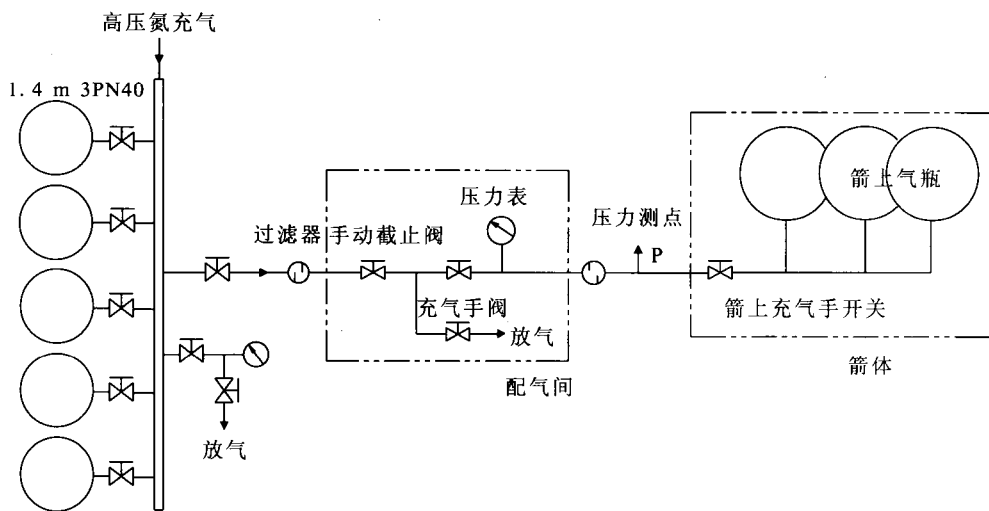 高压氮充气
1.4 m 3PN40
压力表
箭上气瓶
压力测点
过滤器 手动截止阀
P
充气手阀
箭上充气手开关
放气
箭体
配气间
放气